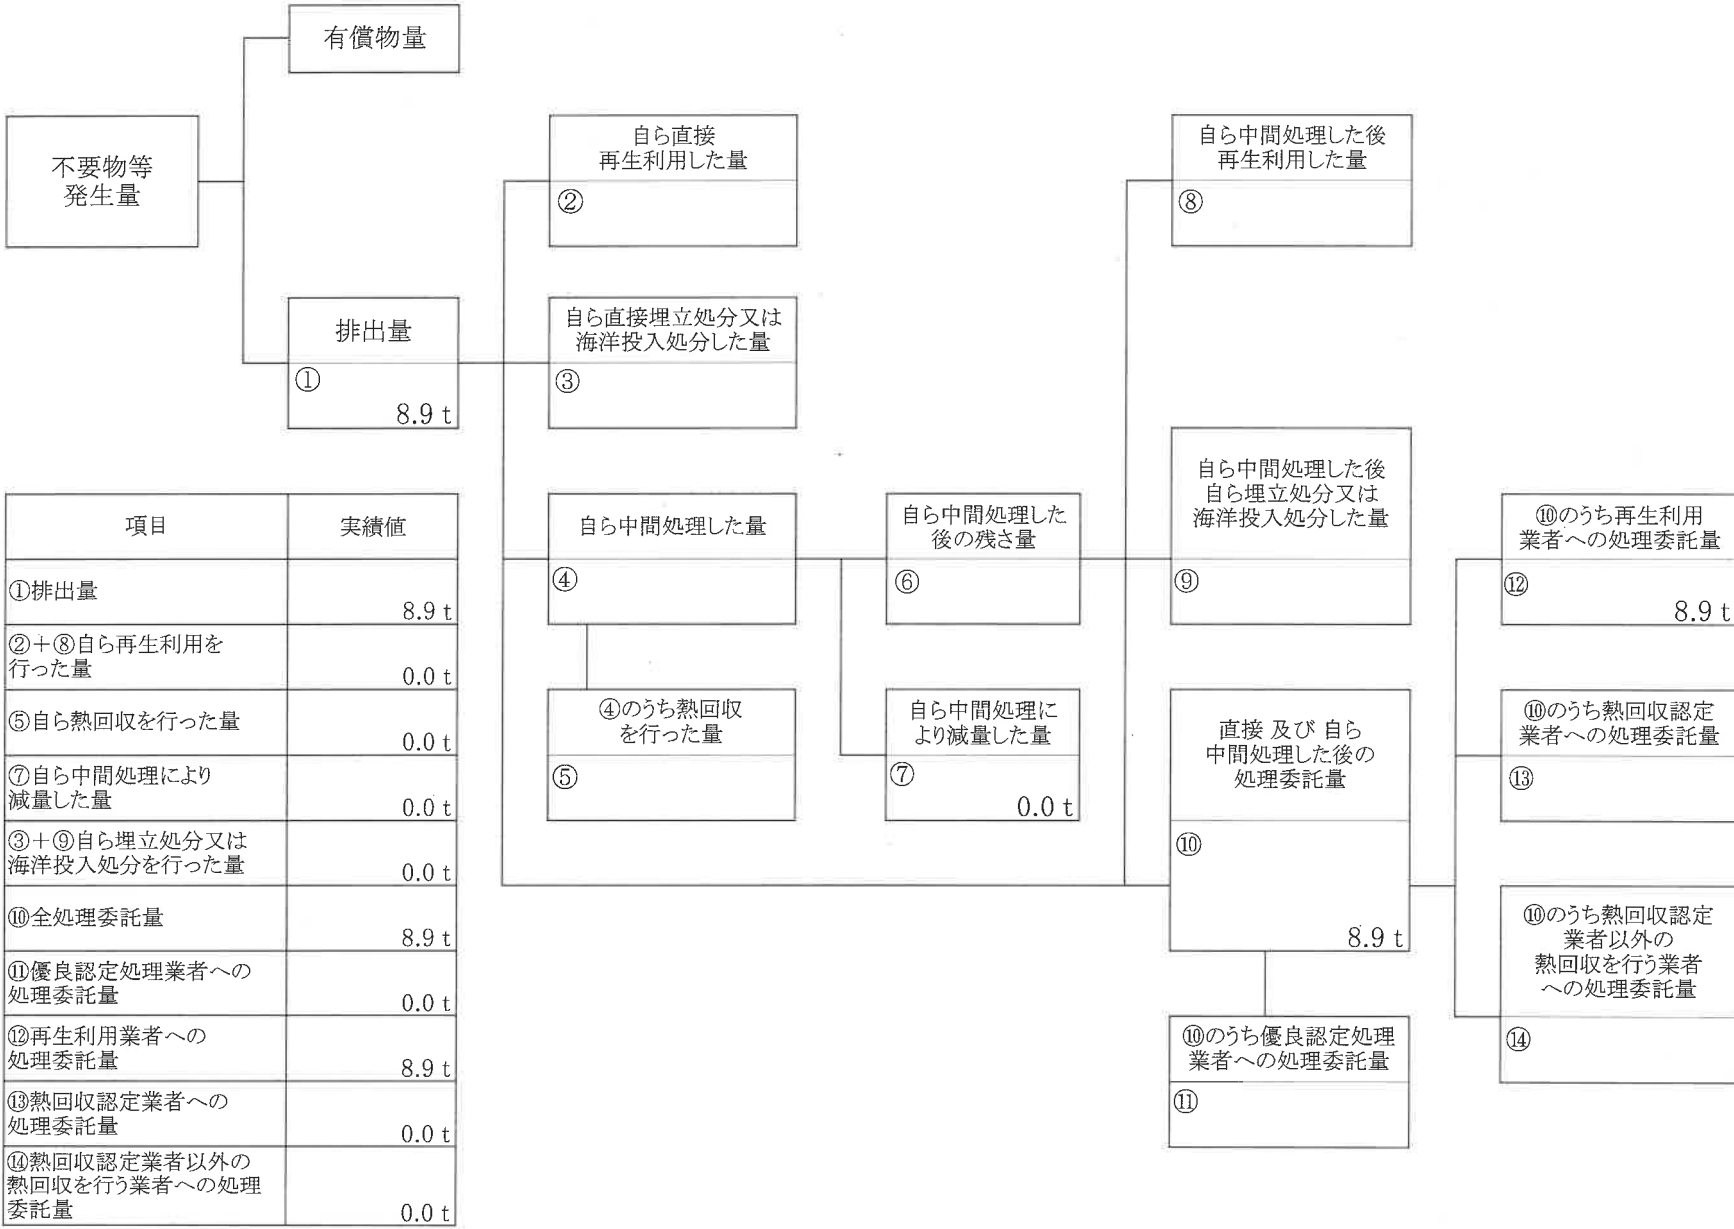 有償物量
不要物等
発生量
排出量
①
8.9 t
自ら直接
再生利用した量
②
自ら直接埋立処分又は
海洋投入処分した量
③
自ら中間処理した量
④
④のうち熱回収
を行った量
⑤
自ら中間処理した
後の残さ量
⑥
自ら中間処理に
より減量した量
⑦
0.0 t
自ら中間処理した後
再生利用した量
⑧
自ら中間処理した後
自ら埋立処分又は
海洋投入処分した量
⑨
直接 及び 自ら
中間処理した後の
処理委託量
⑩
8.9 t
⑩のうち優良認定処理
業者への処理委託量
⑪
⑩のうち再生利用
業者への処理委託量
⑫
8.9 t
⑩のうち熱回収認定
業者への処理委託量
⑬
⑩のうち熱回収認定
業者以外の
熱回収を行う業者
への処理委託量
⑭
項目 実績値
①排出量
8.9 t
②＋⑧自ら再生利用を
行った量
0.0 t
⑤自ら熱回収を行った量
0.0 t
⑦自ら中間処理により
減量した量
0.0 t
③＋⑨自ら埋立処分又は
海洋投入処分を行った量
0.0 t
⑩全処理委託量
8.9 t
⑪優良認定処理業者への
処理委託量
0.0 t
⑫再生利用業者への
処理委託量
8.9 t
⑬熱回収認定業者への
処理委託量
0.0 t
⑭熱回収認定業者以外の
熱回収を行う業者への処理
委託量
0.0 t